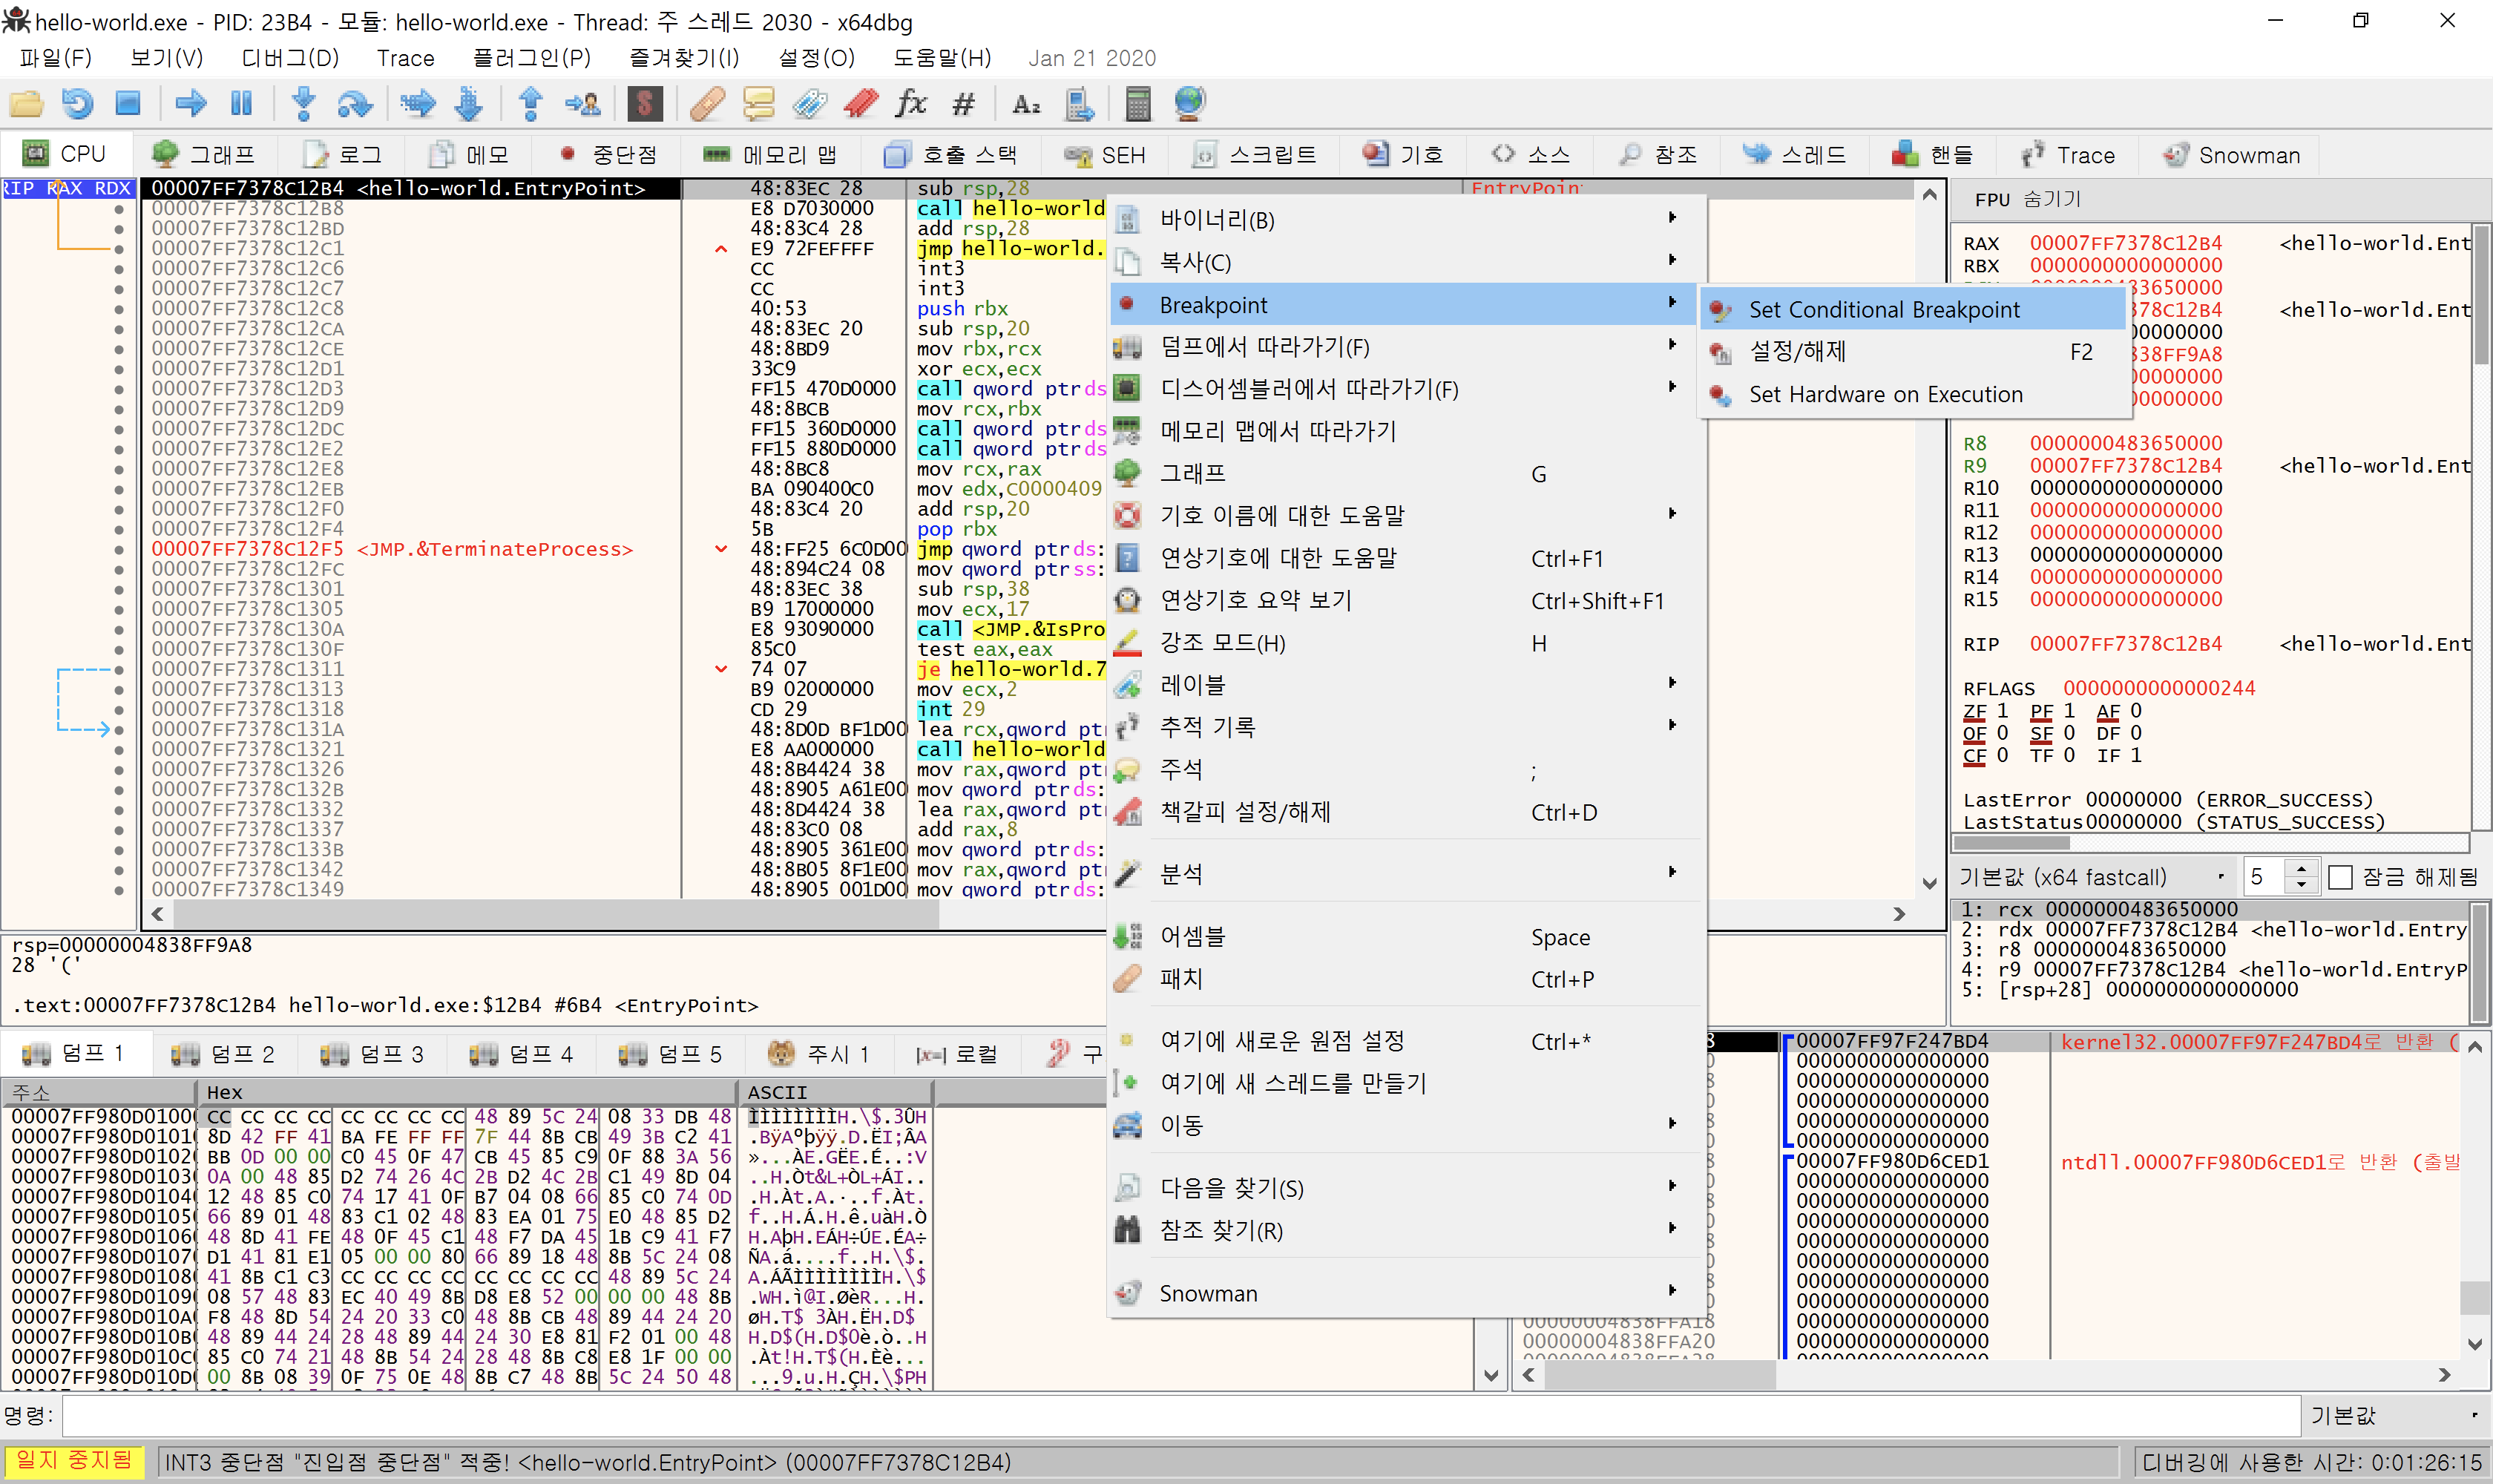 hello-world.exe - PID: 23B4 - 모듈: hello-world.exe - Thread: 주 스레드 2030 - x64dbg
파일(F) 보기(V) 디버그(D) Trace 플러그인(P) 즐겨찾기(I) 설정(O) 도움말(H) Jan 21 2020
CPU 그래프 로그 메모 중단점 메모리 맵 호출 스택 SEH 스크립트 기호 소스 참조 스레드 핸들 Trace Snowman
RIP RAX RDX
00007FF7378C12B4 <hello-world.EntryPoint> 48:83EC 28 sub rsp,28 EntryPoin
00007FF7378C12B8 E8 D7030000 call hello-world
00007FF7378C12BD 48:83C4 28 add rsp,28
00007FF7378C12C1 E9 72FEFFFF jmp hello-world.
00007FF7378C12C6 CC int3
00007FF7378C12C7 CC int3
00007FF7378C12C8 40:53 push rbx
00007FF7378C12CA 48:83EC 20 sub rsp,20
00007FF7378C12CE 48:8BD9 mov rbx,rcx
00007FF7378C12D1 33C9 xor ecx,ecx
00007FF7378C12D3 FF15 470D0000 call qword ptr ds
00007FF7378C12D9 48:8BCB mov rcx,rbx
00007FF7378C12DC FF15 360D0000 call qword ptr ds
00007FF7378C12E2 FF15 880D0000 call qword ptr ds
00007FF7378C12E8 48:8BC8 mov rcx,rax
00007FF7378C12EB BA 090400C0 mov edx,C0000409
00007FF7378C12F0 48:83C4 20 add rsp,20
00007FF7378C12F4 5B pop rbx
00007FF7378C12F5 <JMP.&TerminateProcess> 48:FF25 6C0D00 jmp qword ptr ds:
00007FF7378C12FC 48:894C24 08 mov qword ptr ss:
00007FF7378C1301 48:83EC 38 sub rsp,38
00007FF7378C1305 B9 17000000 mov ecx,17
00007FF7378C130A E8 93090000 call <JMP.&IsPro
00007FF7378C130F 85C0 test eax,eax
00007FF7378C1311 74 07 je hello-world.7
00007FF7378C1313 B9 02000000 mov ecx,2
00007FF7378C1318 CD 29 int 29
00007FF7378C131A 48:8D0D BF1D00 lea rcx,qword pt
00007FF7378C1321 E8 AA000000 call hello-world
00007FF7378C1326 48:8B4424 38 mov rax,qword pt
00007FF7378C132B 48:8905 A61E00 mov qword ptr ds:
00007FF7378C1332 48:8D4424 38 lea rax,qword pt
00007FF7378C1337 48:83C0 08 add rax,8
00007FF7378C133B 48:8905 361E00 mov qword ptr ds:
00007FF7378C1342 48:8B05 8F1E00 mov rax,qword pt
00007FF7378C1349 48:8905 001D00 mov qword ptr ds:
바이너리(B)
복사(C)
Breakpoint
덤프에서 따라가기(F)
디스어셈블러에서 따라가기(F)
메모리 맵에서 따라가기
그래프 G
기호 이름에 대한 도움말
연상기호에 대한 도움말 Ctrl+F1
연상기호 요약 보기 Ctrl+Shift+F1
강조 모드(H) H
레이블
추적 기록
주석 ;
책갈피 설정/해제 Ctrl+D
분석
어셈블 Space
패치 Ctrl+P
여기에 새로운 원점 설정 Ctrl+*
여기에 새 스레드를 만들기
이동
다음을 찾기(S)
참조 찾기(R)
Snowman
Set Conditional Breakpoint
설정/해제 F2
Set Hardware on Execution
FPU 숨기기
RAX 00007FF7378C12B4 <hello-world.Ent
RBX 0000000000000000
83650000
378C12B4 <hello-world.Ent
00000000
838FF9A8
00000000
00000000
R8 0000000483650000
R9 00007FF7378C12B4 <hello-world.Ent
R10 0000000000000000
R11 0000000000000000
R12 0000000000000000
R13 0000000000000000
R14 0000000000000000
R15 0000000000000000
RIP 00007FF7378C12B4 <hello-world.Ent
RFLAGS 0000000000000244
ZF 1 PF 1 AF 0
OF 0 SF 0 DF 0
CF 0 TF 0 IF 1
LastError 00000000 (ERROR_SUCCESS)
LastStatus 00000000 (STATUS_SUCCESS)
기본값 (x64 fastcall) 5 잠금 해제됨
1: rcx 0000000483650000
2: rdx 00007FF7378C12B4 <hello-world.Entry
3: r8 0000000483650000
4: r9 00007FF7378C12B4 <hello-world.EntryP
5: [rsp+28] 0000000000000000
rsp=00000004838FF9A8
28 '('
.text:00007FF7378C12B4 hello-world.exe:$12B4 #6B4 <EntryPoint>
덤프 1 덤프 2 덤프 3 덤프 4 덤프 5 주시 1 [x=] 로컬 구
주소 Hex ASCII
00007FF980D0100 CC CC CC CC CC CC CC CC 48 89 5C 24 08 33 DB 48 ÌÌÌÌÌÌÌÌH.\$.3ÛH
00007FF980D0101 8D 42 FF 41 BA FE FF FF 7F 44 8B CB 49 3B C2 41 .BÿAºþÿÿ.D.ËI;ÂA
00007FF980D0102 BB 0D 00 00 C0 45 0F 47 CB 45 85 C9 0F 88 3A 56 »...ÀE.GËE.É..:V
00007FF980D0103 0A 00 48 85 D2 74 26 4C 2B D2 4C 2B C1 49 8D 04 ..H.Òt&L+ÒL+ÁI..
00007FF980D0104 12 48 85 C0 74 17 41 0F B7 04 08 66 85 C0 74 0D .H.Àt.A.·..f.Àt.
00007FF980D0105 66 89 01 48 83 C1 02 48 83 EA 01 75 E0 48 85 D2 f..H.Á.H.ê.uàH.Ò
00007FF980D0106 48 8D 41 FE 48 0F 45 C1 48 F7 DA 45 1B C9 41 F7 H.AþH.EÁH÷ÚE.ÉA÷
00007FF980D0107 D1 41 81 E1 05 00 00 80 66 89 18 48 8B 5C 24 08 ÑA.á....f..H.\$.
00007FF980D0108 41 8B C1 C3 CC CC CC CC CC CC CC CC 48 89 5C 24 A.ÁÃÌÌÌÌÌÌÌÌH.\$
00007FF980D0109 08 57 48 83 EC 40 49 8B D8 E8 52 00 00 00 48 8B .WH.ì@I.ØèR...H.
00007FF980D010A F8 48 8D 54 24 20 33 C0 48 8B CB 48 89 44 24 20 øH.T$ 3ÀH.ËH.D$
00007FF980D010B 48 89 44 24 28 48 89 44 24 30 E8 81 F2 01 00 48 H.D$(H.D$0è.ò..H
00007FF980D010C 85 C0 74 21 48 8B 54 24 28 48 8B C8 E8 1F 00 00 .Àt!H.T$(H.Èè...
00007FF980D010D 00 8B 08 39 0F 75 0E 48 8B C7 48 8B 5C 24 50 48 ...9.u.H.ÇH.\$PH
00000004838FFA18
00000004838FFA20
00007FF97F247BD4 kernel32.00007FF97F247BD4로 반환 (
0000000000000000
0000000000000000
0000000000000000
0000000000000000
0000000000000000
00007FF980D6CED1 ntdll.00007FF980D6CED1로 반환 (출발
0000000000000000
0000000000000000
0000000000000000
0000000000000000
0000000000000000
0000000000000000
0000000000000000
0000000000000000
0000000000000000
명령: 기본값
일지 중지됨 INT3 중단점 "진입점 중단점" 적중! <hello-world.EntryPoint> (00007FF7378C12B4) 디버깅에 사용한 시간: 0:01:26:15